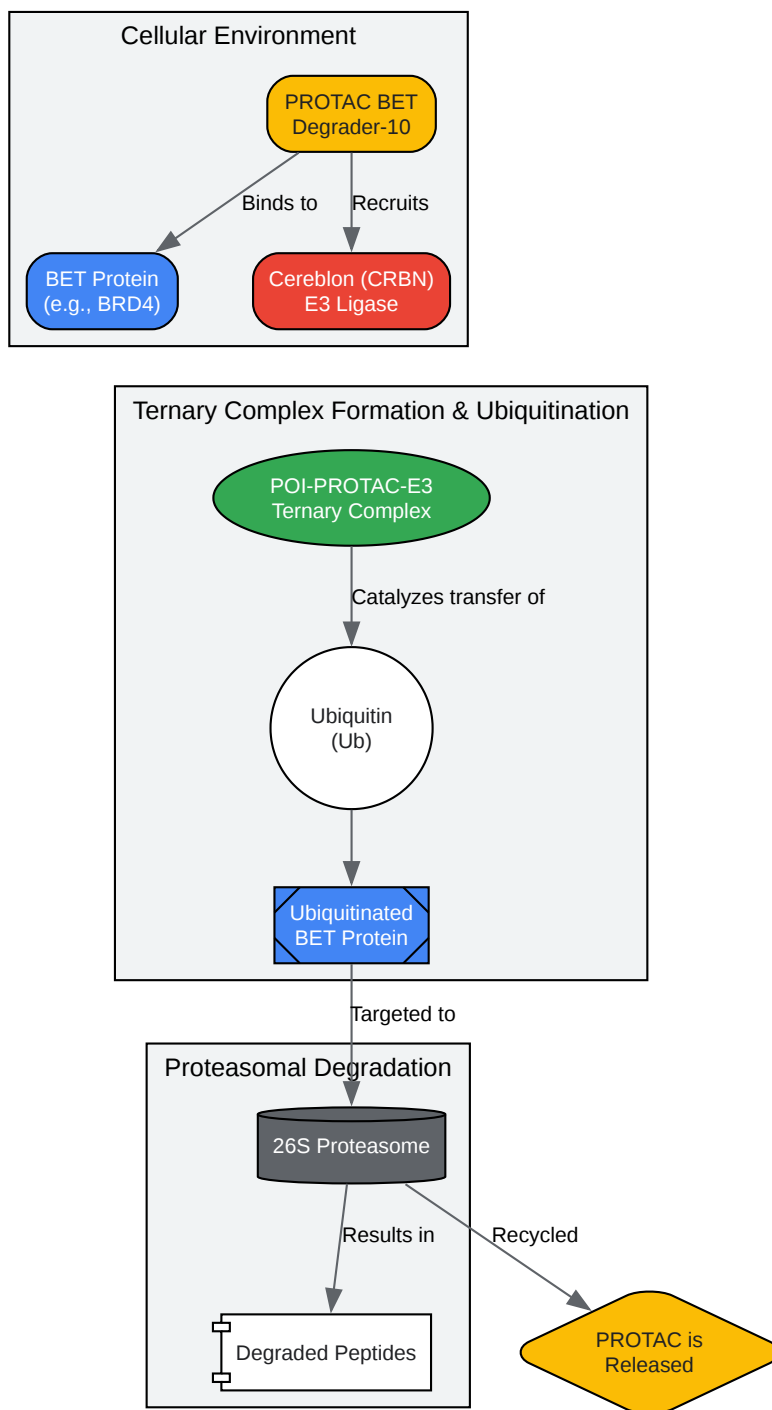 Cellular Environment
PROTAC BET
Degrader-10
Binds to
Recruits
BET Protein
(e.g., BRD4)
Cereblon (CRBN)
E3 Ligase
Ternary Complex Formation & Ubiquitination
POI-PROTAC-E3
Ternary Complex
Catalyzes transfer of
Ubiquitin
(Ub)
Ubiquitinated
BET Protein
Targeted to
Proteasomal Degradation
26S Proteasome
Results in
Recycled
Degraded Peptides
PROTAC is
Released